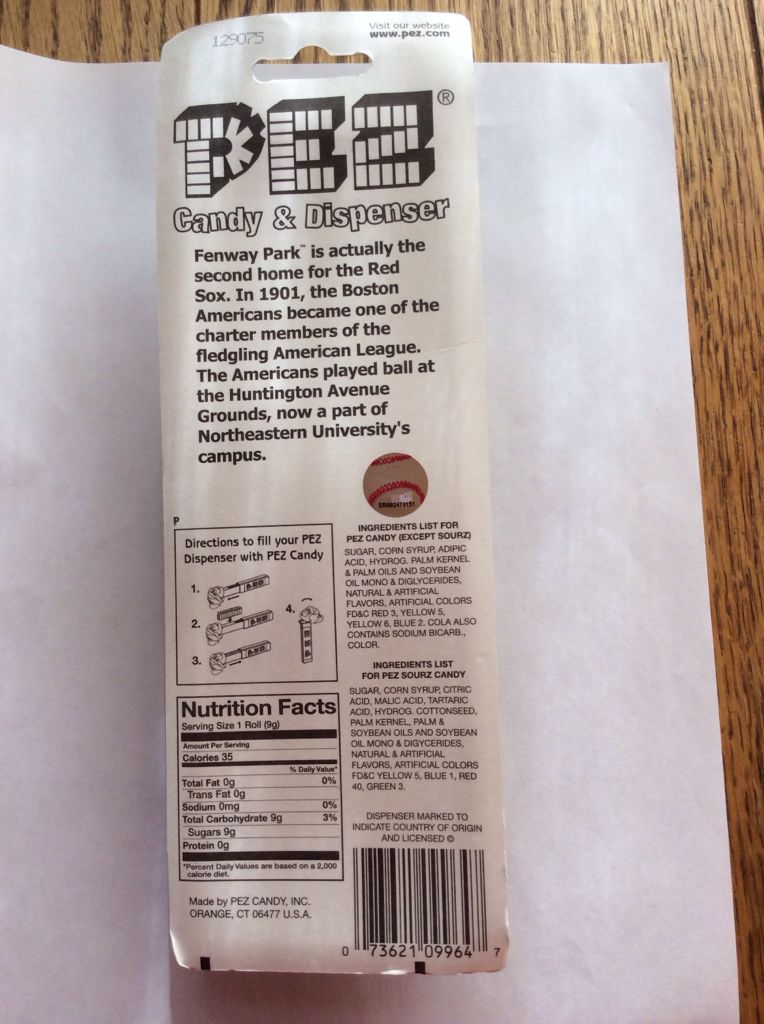 129075
Visit our website
www.pez.com
PEZ®
Candy & Dispenser
Fenway Park™ is actually the
second home for the Red
Sox. In 1901, the Boston
Americans became one of the
charter members of the
fledgling American League.
The Americans played ball at
the Huntington Avenue
Grounds, now a part of
Northeastern University's
campus.
P
Directions to fill your PEZ
Dispenser with PEZ Candy
1.
2.
3.
4.
Nutrition Facts
Serving Size 1 Roll (9g)
Amount Per Serving
Calories 35
% Daily Value*
Total Fat 0g 0%
Trans Fat 0g
Sodium 0mg 0%
Total Carbohydrate 9g 3%
Sugars 9g
Protein 0g
*Percent Daily Values are based on a 2,000
calorie diet.
Made by PEZ CANDY, INC.
ORANGE, CT 06477 U.S.A.
INGREDIENTS LIST FOR
PEZ CANDY (EXCEPT SOURZ)
SUGAR, CORN SYRUP, ADIPIC
ACID, HYDROG. PALM KERNEL
& PALM OILS AND SOYBEAN
OIL MONO & DIGLYCERIDES,
NATURAL & ARTIFICIAL
FLAVORS, ARTIFICIAL COLORS
FD&C RED 3, YELLOW 5,
YELLOW 6, BLUE 2. COLA ALSO
CONTAINS SODIUM BICARB.,
COLOR.
INGREDIENTS LIST
FOR PEZ SOURZ CANDY
SUGAR, CORN SYRUP, CITRIC
ACID, MALIC ACID, TARTARIC
ACID, HYDROG. COTTONSEED,
PALM KERNEL, PALM &
SOYBEAN OILS AND SOYBEAN
OIL MONO & DIGYCERIDES,
NATURAL & ARTIFICIAL
FLAVORS, ARTIFICIAL COLORS
FD&C YELLOW 5, BLUE 1, RED
40, GREEN 3.
DISPENSER MARKED TO
INDICATE COUNTRY OF ORIGIN
AND LICENSED ©
0 73621 09964 7